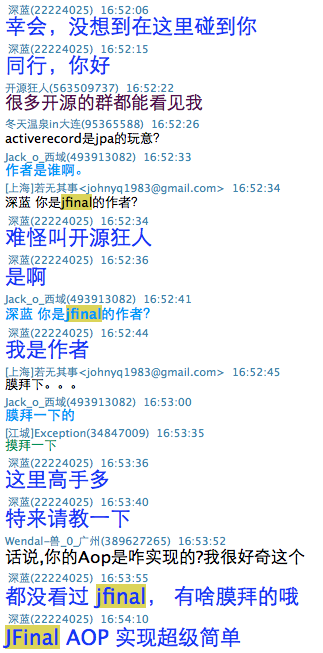 深蓝(22224025) 16:52:06
幸会，没想到在这里碰到你
深蓝(22224025) 16:52:15
同行，你好
开源狂人(563509737) 16:52:22
很多开源的群都能看见我
冬天温泉in大连(95365588) 16:52:26
activerecord是jpa的玩意?
Jack_o_西域(493913082) 16:52:33
作者是谁啊。
[上海]若无其事<johnyq1983@gmail.com> 16:52:34
深蓝 你是jfinal的作者?
深蓝(22224025) 16:52:34
难怪叫开源狂人
深蓝(22224025) 16:52:36
是啊
Jack_o_西域(493913082) 16:52:41
深蓝 你是jfinal的作者?
深蓝(22224025) 16:52:44
我是作者
[上海]若无其事<johnyq1983@gmail.com> 16:52:45
膜拜下。。。
Jack_o_西域(493913082) 16:53:00
膜拜一下的
[江城]Exception(34847009) 16:53:35
摸拜一下
深蓝(22224025) 16:53:36
这里高手多
深蓝(22224025) 16:53:40
特来请教一下
Wendal-兽_0_广州(389627265) 16:53:52
话说,你的Aop是咋实现的?我很好奇这个
深蓝(22224025) 16:53:55
都没看过 jfinal， 有啥膜拜的哦
深蓝(22224025) 16:54:10
JFinal AOP 实现超级简单